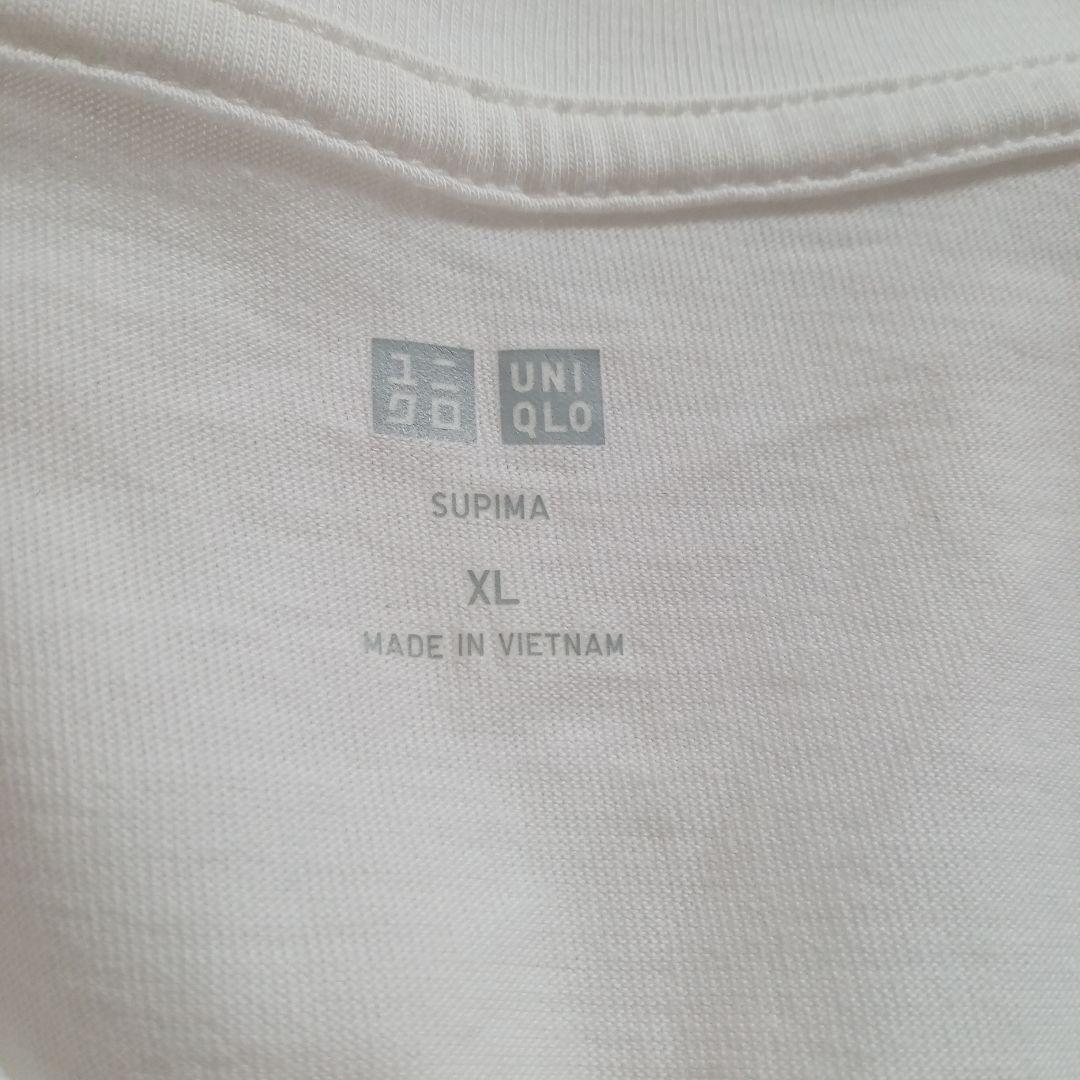 ユニ UNI
クロ QLO
SUPIMA
XL
MADE IN VIETNAM